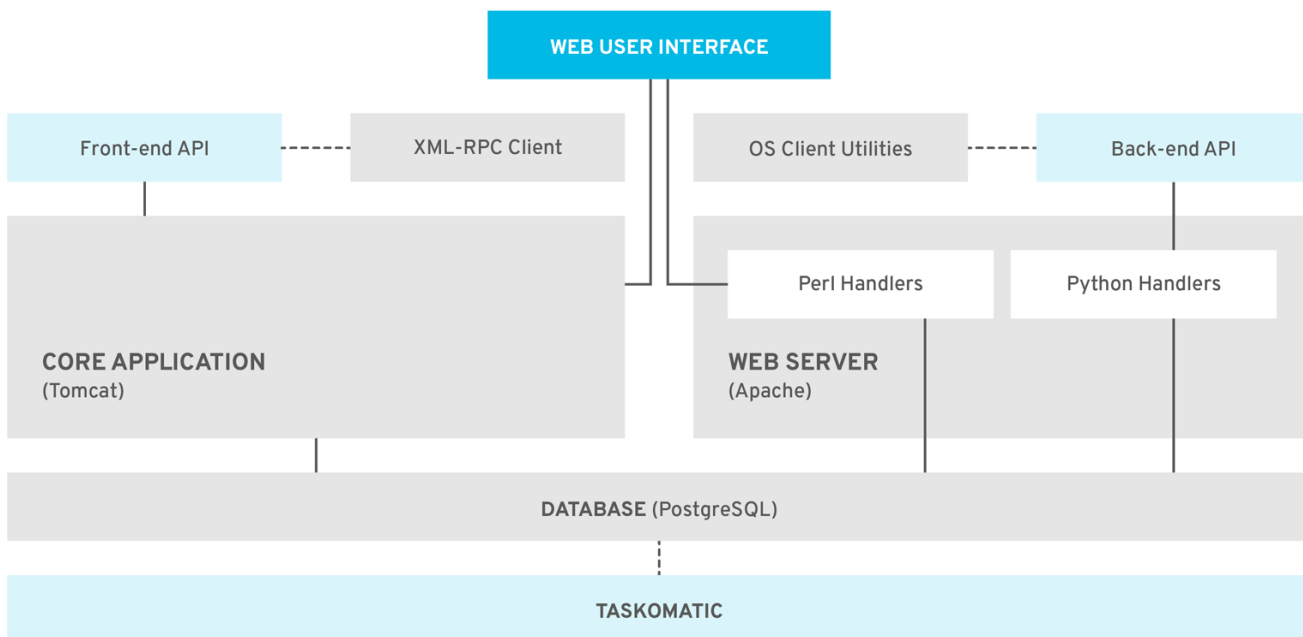 WEB USER INTERFACE
Front-end API
XML-RPC Client
OS Client Utilities
Back-end API
Perl Handlers
Python Handlers
CORE APPLICATION
(Tomcat)
WEB SERVER
(Apache)
DATABASE (PostgreSQL)
TASKOMATIC